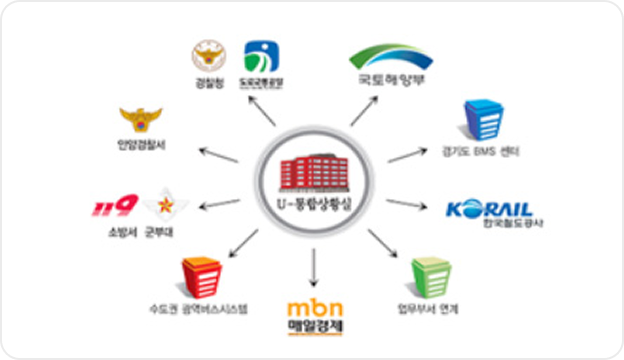 경찰청
도로교통공단
국토해양부
안양경찰서
경기도 BMS 센터
U-통합상황실
119
소방서
군부대
KORAIL
한국철도공사
수도권 광역버스시스템
mbn
매일경제
업무부서 연계